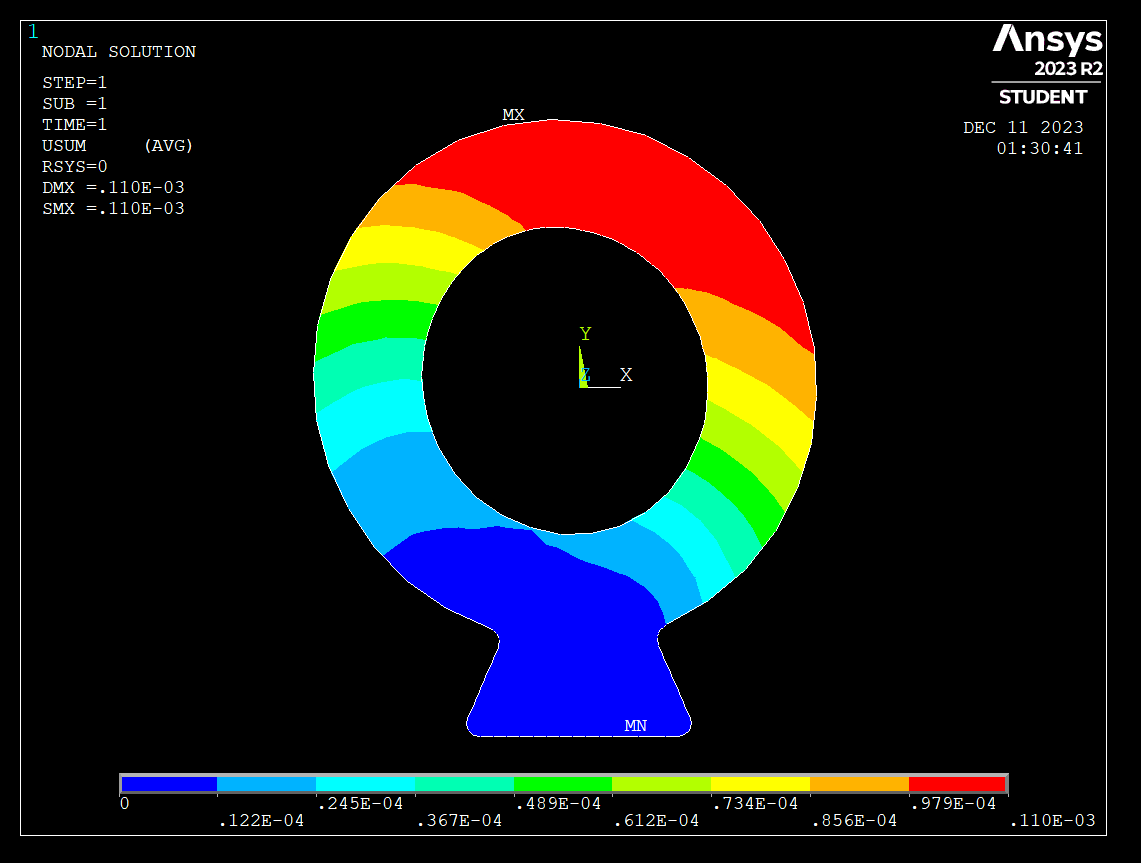 1
NODAL SOLUTION
STEP=1
SUB =1
TIME=1
USUM (AVG)
RSYS=0
DMX =.110E-03
SMX =.110E-03
Ansys
2023 R2
STUDENT
DEC 11 2023
01:30:41
MX
Y
Z X
MN
0 .245E-04 .489E-04 .734E-04 .979E-04
.122E-04 .367E-04 .612E-04 .856E-04 .110E-03